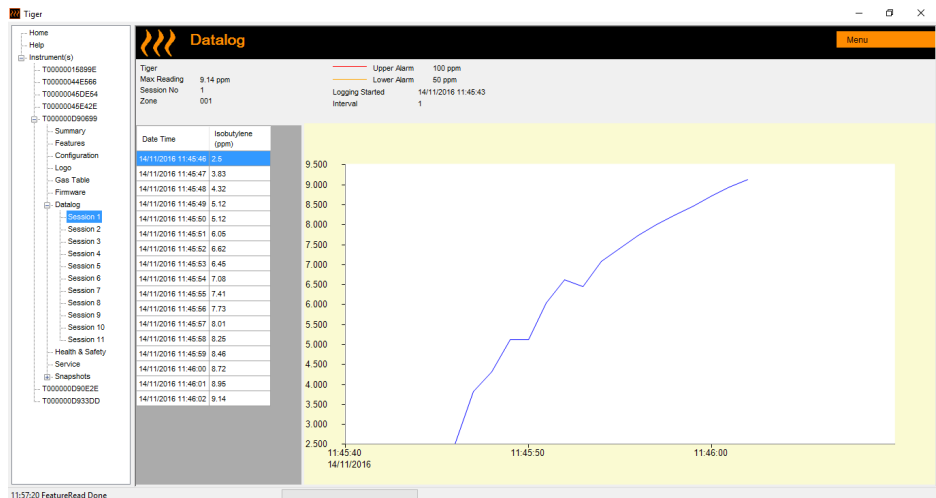 Tiger
Home
Help
Instrument(s)
T00000015899E
T00000044E566
T00000045DE54
T00000045E42E
T000000D90699
Summary
Features
Configuration
Logo
Gas Table
Firmware
Datalog
Session 1
Session 2
Session 3
Session 4
Session 5
Session 6
Session 7
Session 8
Session 9
Session 10
Session 11
Health & Safety
Service
Snapshots
T000000D90E2E
T000000D933DD
Datalog
Menu
Tiger
Max Reading 9.14 ppm
Session No 1
Zone 001
Upper Alarm 100 ppm
Lower Alarm 50 ppm
Logging Started 14/11/2016 11:45:43
Interval 1
Date Time Isobutylene (ppm)
14/11/2016 11:45:46 2.5
14/11/2016 11:45:47 3.83
14/11/2016 11:45:48 4.32
14/11/2016 11:45:49 5.12
14/11/2016 11:45:50 5.12
14/11/2016 11:45:51 6.05
14/11/2016 11:45:52 6.62
14/11/2016 11:45:53 6.45
14/11/2016 11:45:54 7.08
14/11/2016 11:45:55 7.41
14/11/2016 11:45:56 7.73
14/11/2016 11:45:57 8.01
14/11/2016 11:45:58 8.25
14/11/2016 11:45:59 8.46
14/11/2016 11:46:00 8.72
14/11/2016 11:46:01 8.95
14/11/2016 11:46:02 9.14
9.500
9.000
8.500
8.000
7.500
7.000
6.500
6.000
5.500
5.000
4.500
4.000
3.500
3.000
2.500
11:45:40 11:45:50 11:46:00
14/11/2016
11:57:20 FeatureRead Done